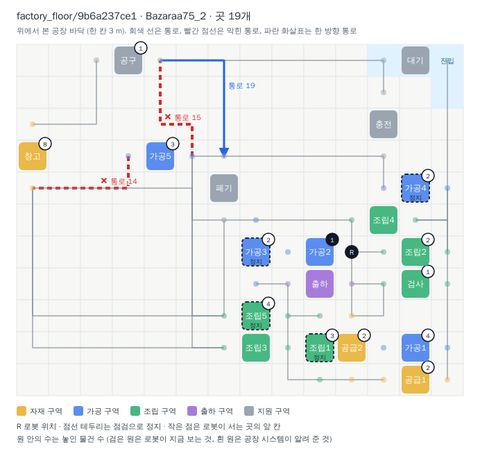 factory_floor/9b6a237ce1 · Bazaraa75_2 · 곳 19개
위에서 본 공장 바닥 (한 칸 3 m). 회색 선은 통로, 빨간 점선은 막힌 통로, 파란 화살표는 한 방향 통로
1
공구
대기
진입
통로 19
✕ 통로 15
충전
8
창고
3
가공5
✕ 통로 14
폐기
2
가공4
정지
조립4
2
가공3
정지
1
가공2
R
2
조립2
출하
1
검사
4
조립5
정지
조립3
3
조립1
정지
2
공급2
4
가공1
2
공급1
자재 구역
가공 구역
조립 구역
출하 구역
지원 구역
R 로봇 위치 · 점선 테두리는 점검으로 정지 · 작은 점은 로봇이 서는 곳의 앞 칸
원 안의 수는 놓인 물건 수 (검은 원은 로봇이 지금 보는 것, 흰 원은 공장 시스템이 알려 준 것)